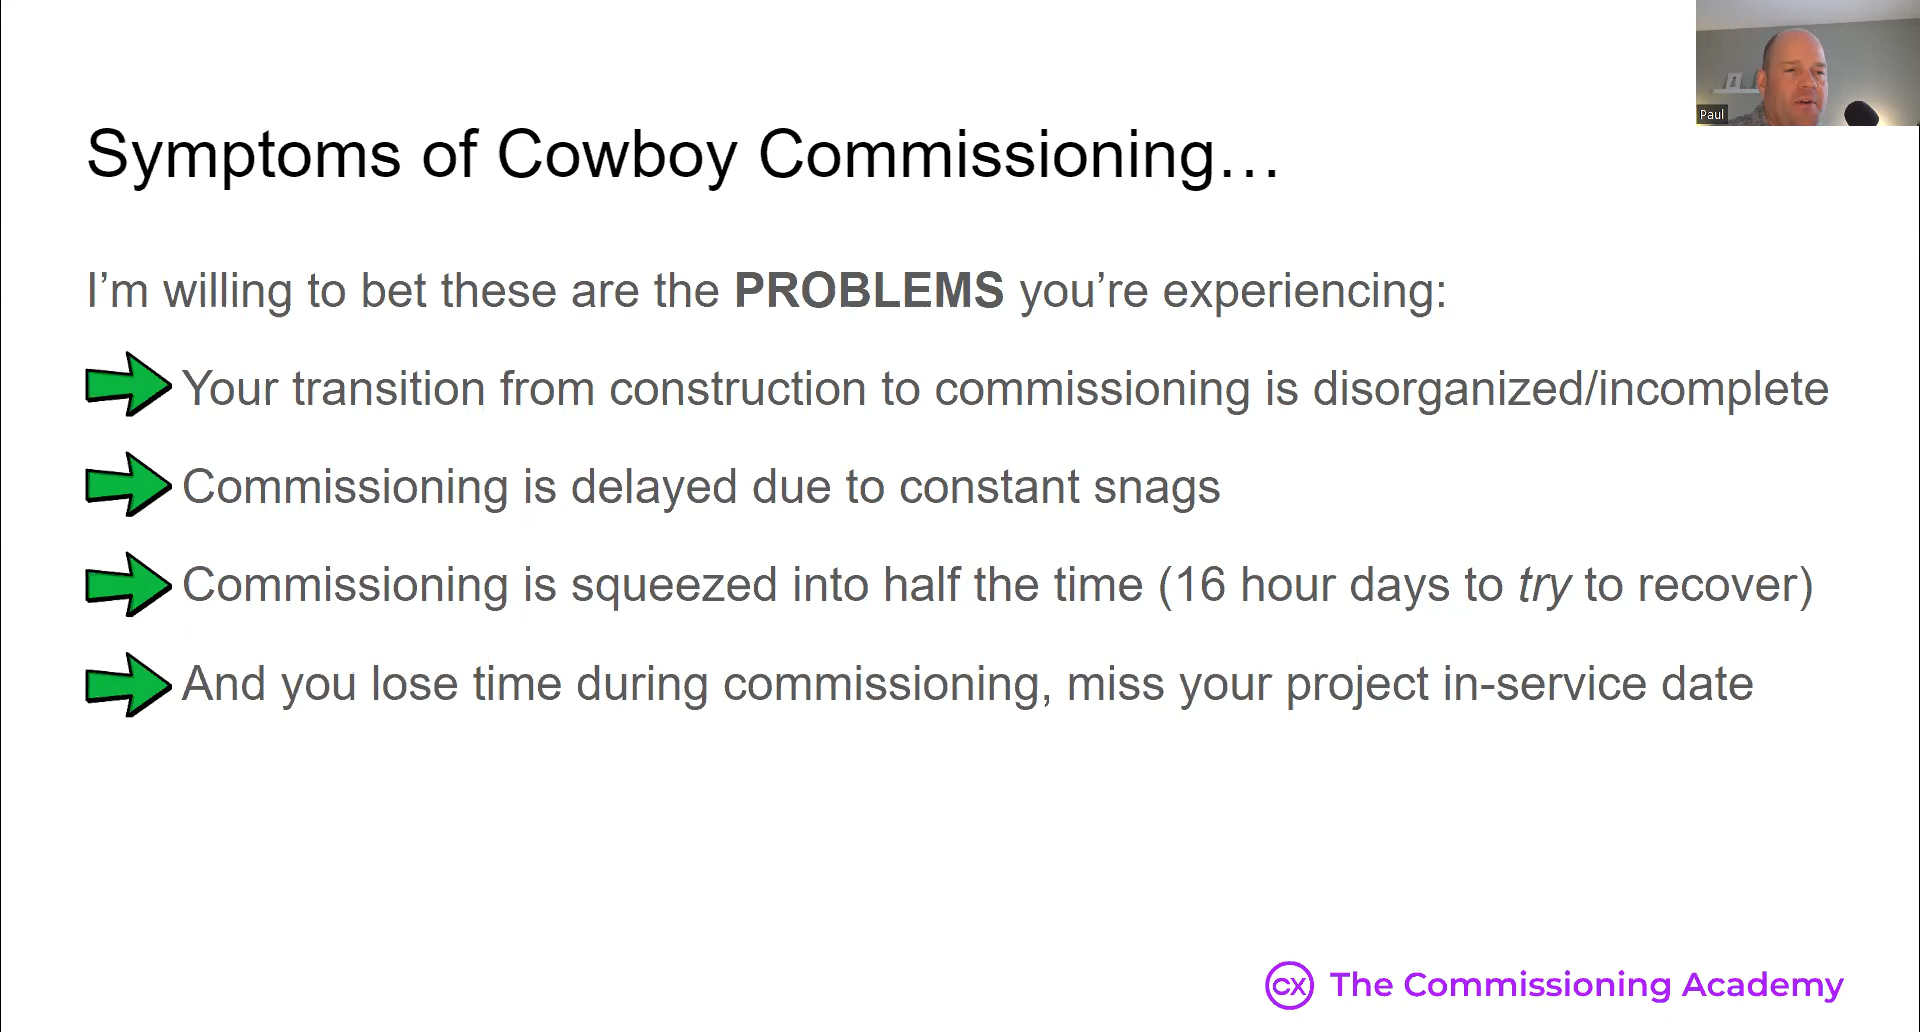 Paul
Symptoms of Cowboy Commissioning…
I’m willing to bet these are the PROBLEMS you’re experiencing:
Your transition from construction to commissioning is disorganized/incomplete
Commissioning is delayed due to constant snags
Commissioning is squeezed into half the time (16 hour days to try to recover)
And you lose time during commissioning, miss your project in-service date
CX The Commissioning Academy